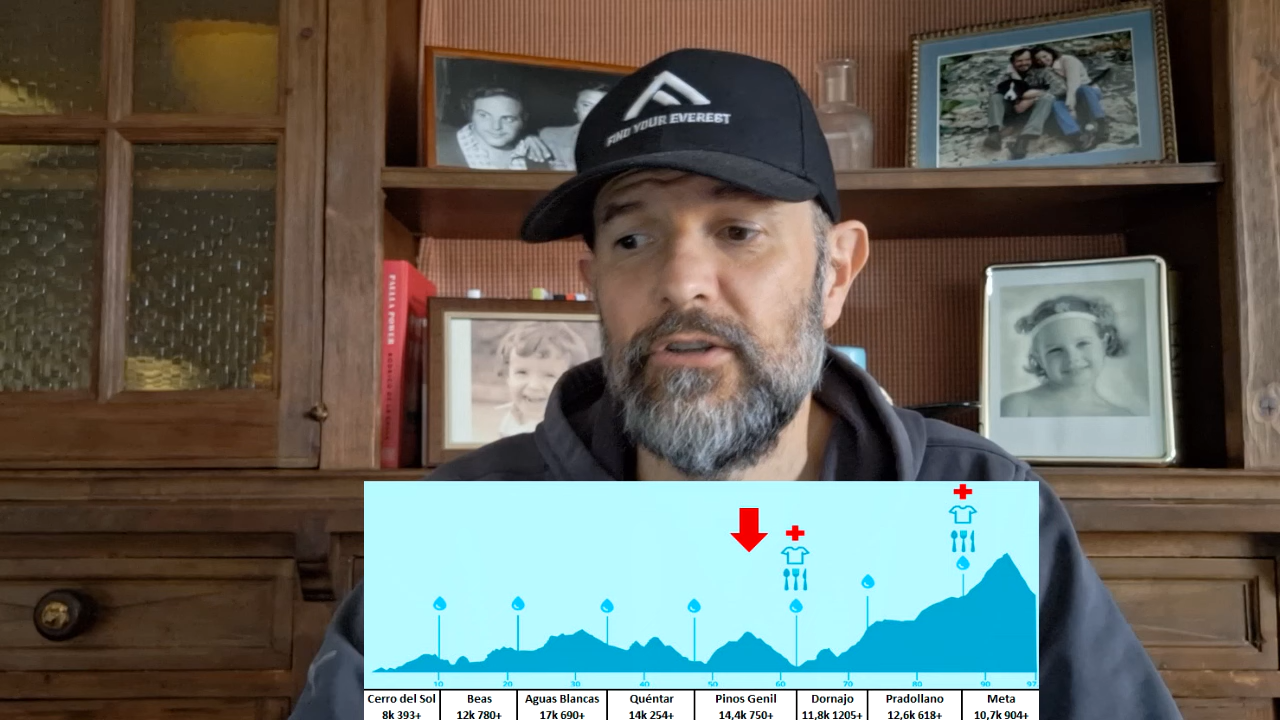 FIND YOUR EVEREST
PAELLA POWER
10 20 30 40 50 60 70 80 90 97
Cerro del Sol Beas Aguas Blancas Quéntar Pinos Genil Dornajo Pradollano Meta
8k 393+ 12k 780+ 17k 690+ 14k 254+ 14,4k 750+ 11,8k 1205+ 12,6k 618+ 10,7k 904+